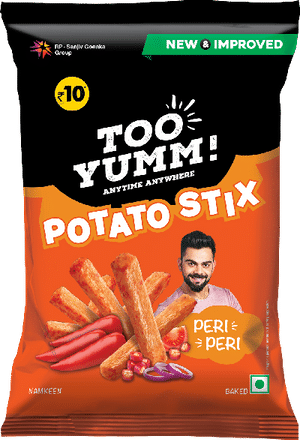 RP-Sanjiv Goenka
Group
NEW & IMPROVED
₹10
TOO
YUMM!
ANYTIME ANYWHERE
POTATO STIX
PERI
PERI
NAMKEEN
BAKED